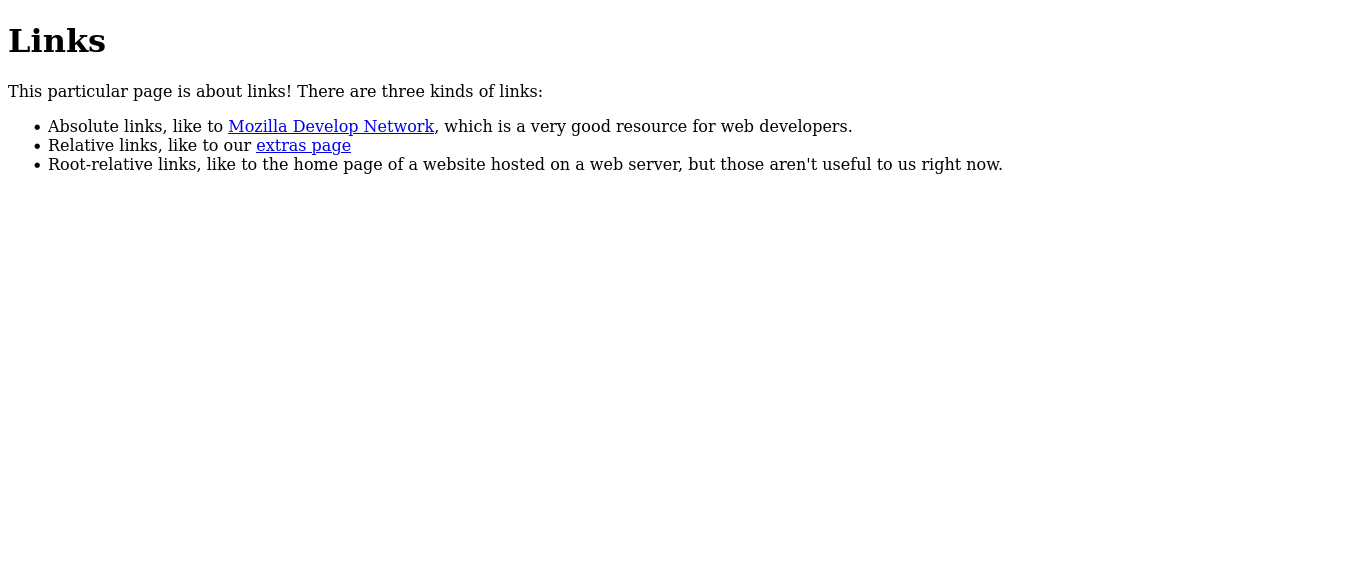 Links
This particular page is about links! There are three kinds of links:
• Absolute links, like to Mozilla Develop Network, which is a very good resource for web developers.
• Relative links, like to our extras page
• Root-relative links, like to the home page of a website hosted on a web server, but those aren't useful to us right now.